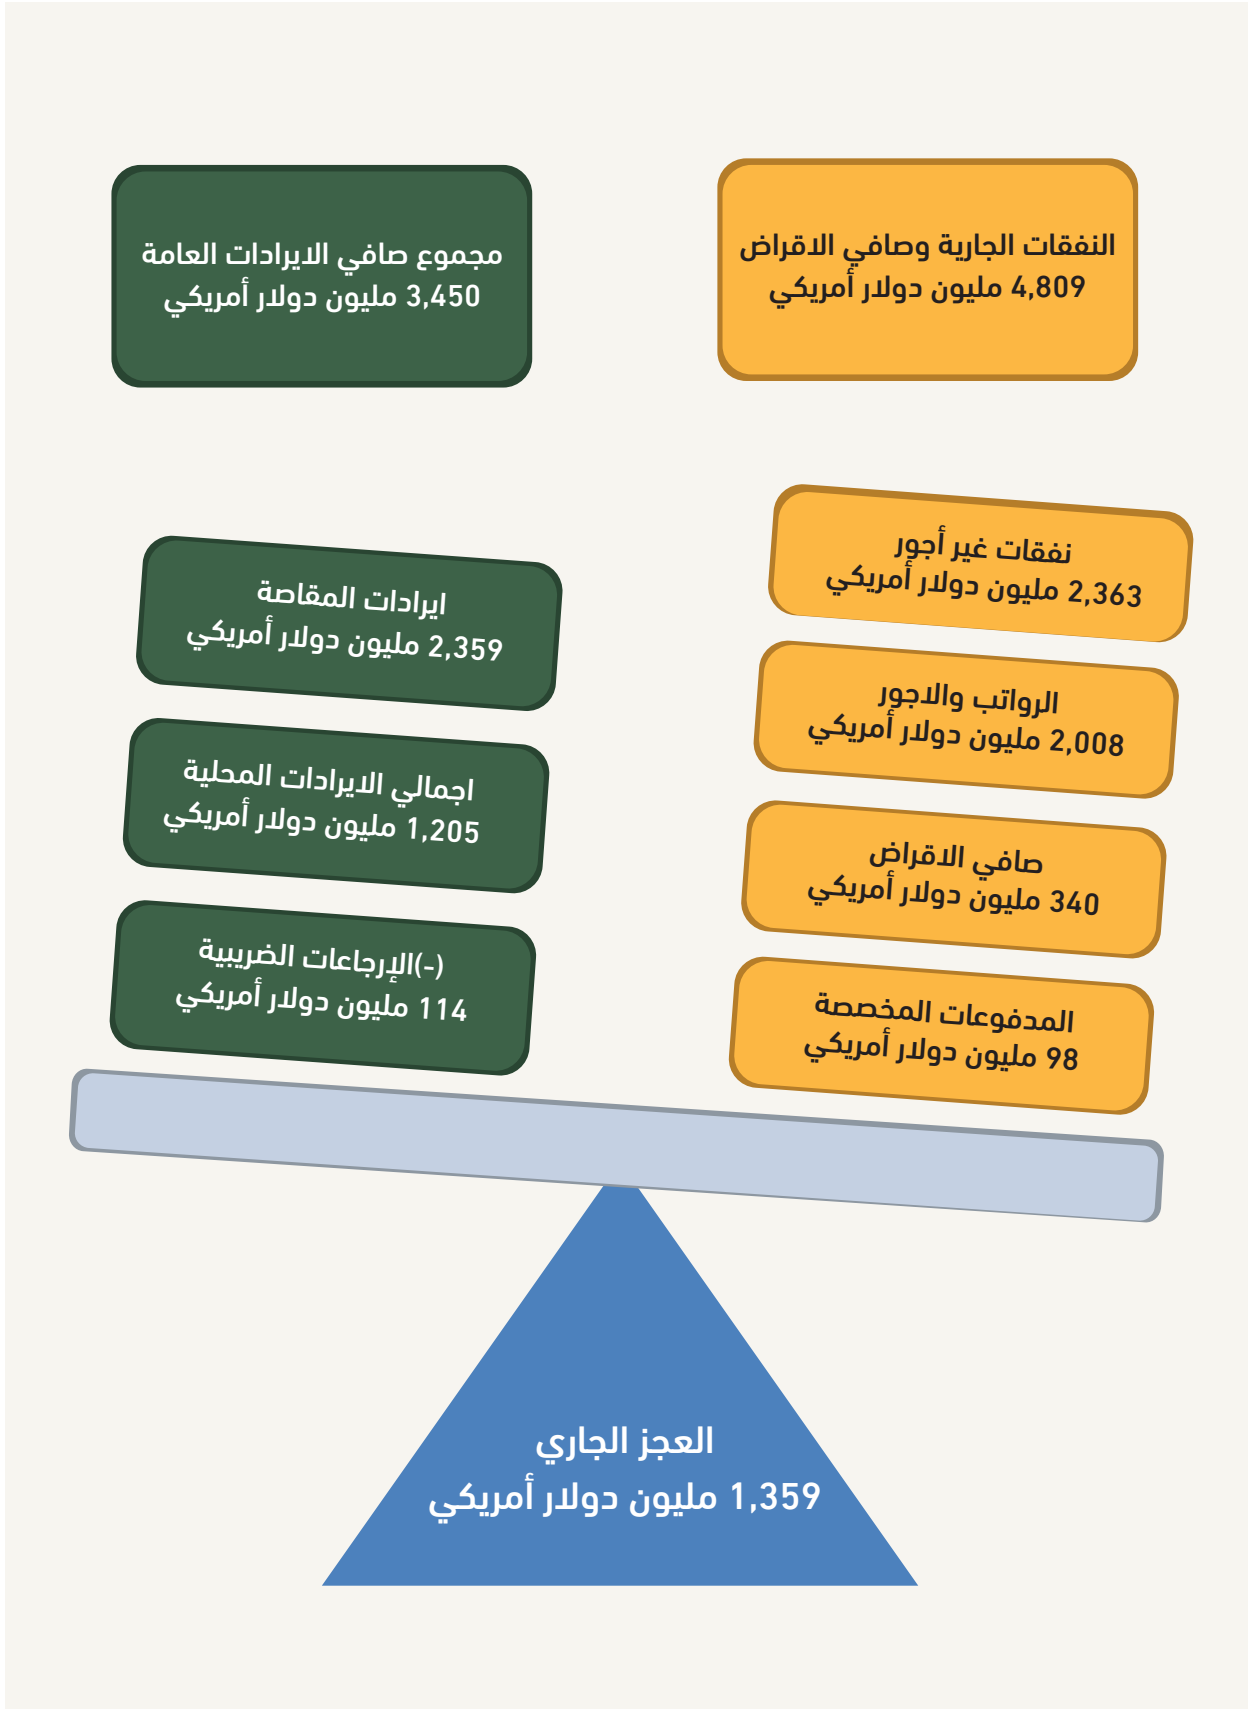 النفقات الجارية وصافي الاقراض
4,809 مليون دولار أمريكي
مجموع صافي الايرادات العامة
3,450 مليون دولار أمريكي
نفقات غير أجور
2,363 مليون دولار أمريكي
الرواتب والاجور
2,008 مليون دولار أمريكي
صافي الاقراض
340 مليون دولار أمريكي
المدفوعات المخصصة
98 مليون دولار أمريكي
ايرادات المقاصة
2,359 مليون دولار أمريكي
اجمالي الايرادات المحلية
1,205 مليون دولار أمريكي
(-)الإرجاعات الضريبية
114 مليون دولار أمريكي
العجز الجاري
1,359 مليون دولار أمريكي